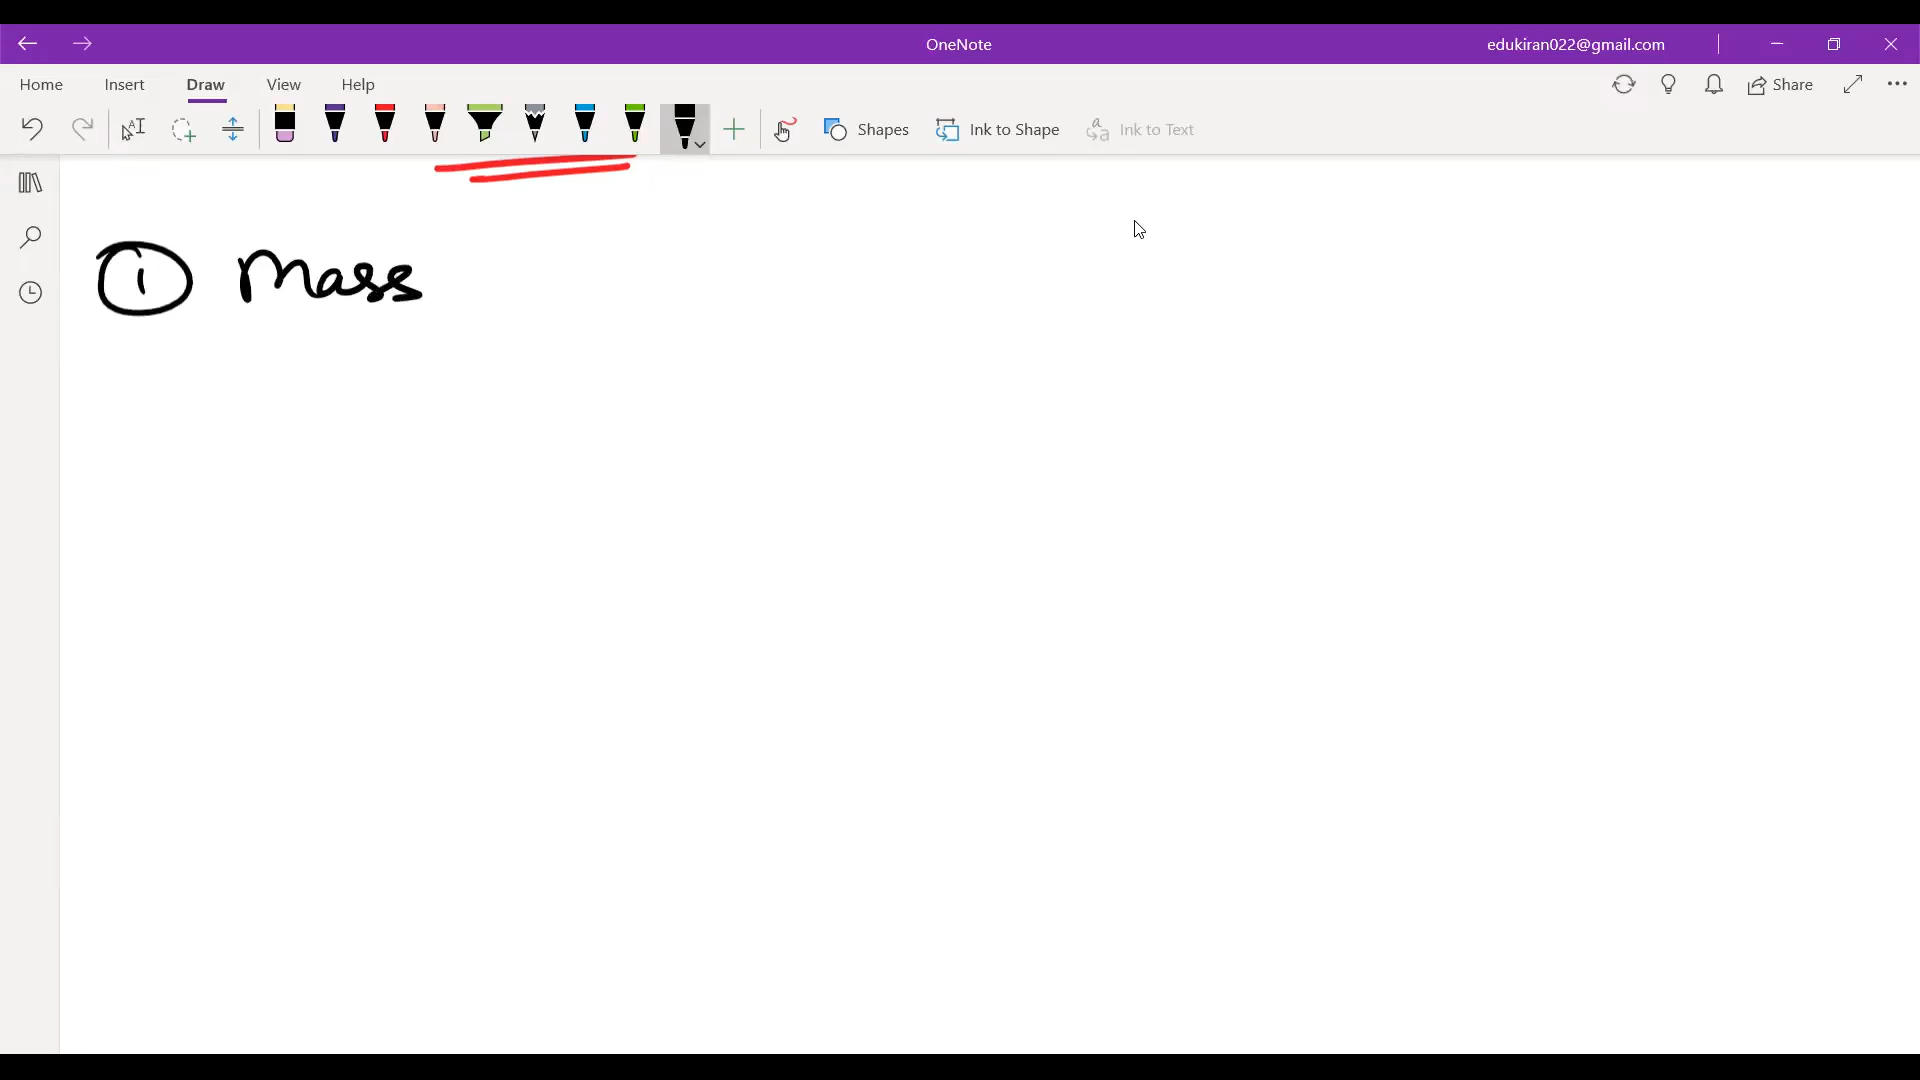 OneNote
edukiran022@gmail.com
Home Insert Draw View Help
Share
Shapes Ink to Shape Ink to Text
① Mass